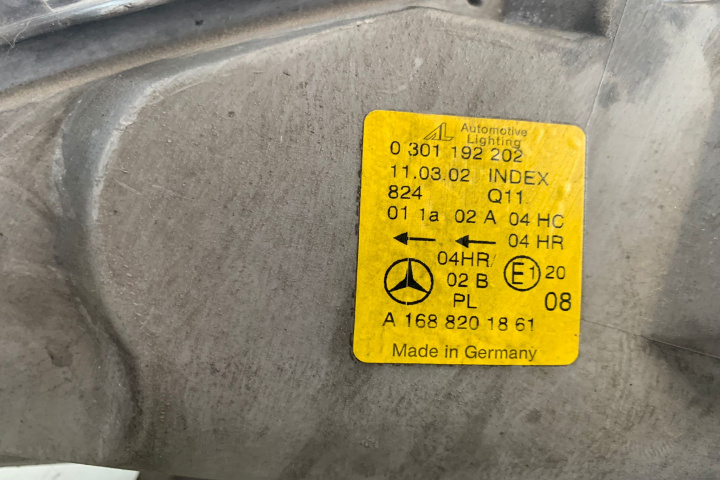 AL Automotive Lighting
0 301 192 202
11.03.02 INDEX
824 Q11.
01 1a 02 A 04 HC
04 HR
04HR/
02 B E1 20
PL 08
A 168 820 18 61
Made in Germany